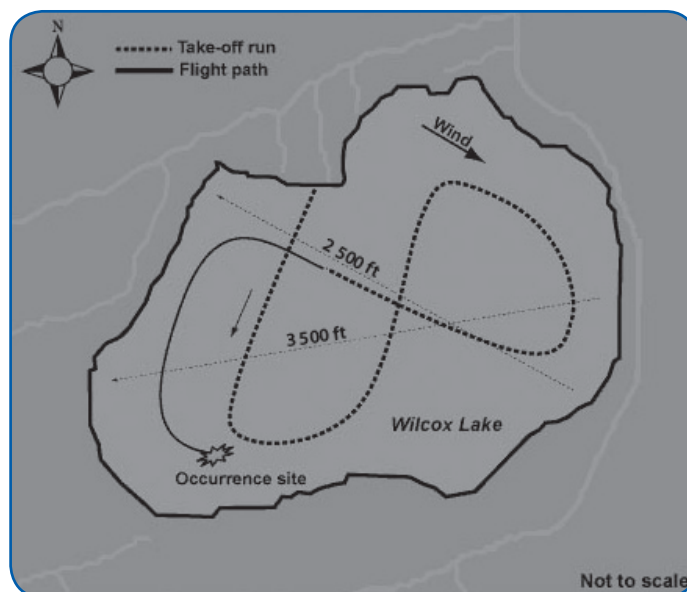 N
Take-off run
Flight path
Wind
2 500 ft
3 500 ft
Wilcox Lake
Occurrence site
Not to scale